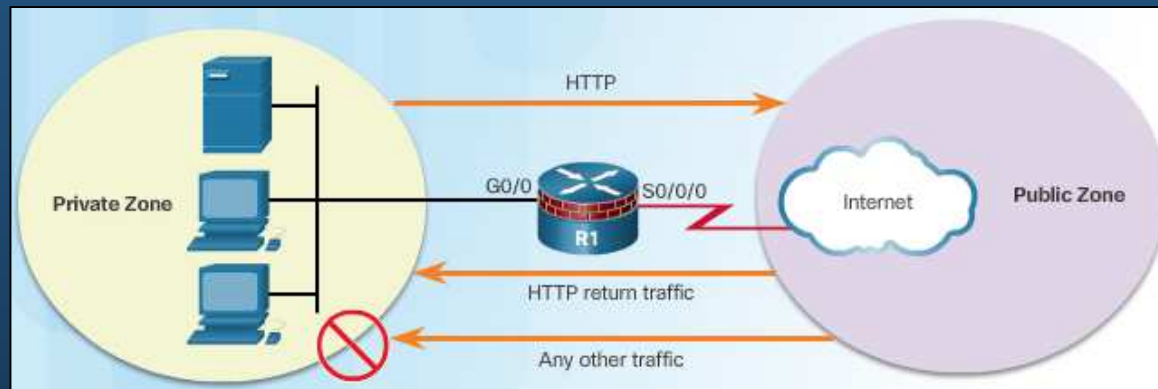 HTTP
Private Zone
G0/0
S0/0/0
R1
Internet
Public Zone
HTTP return traffic
Any other traffic